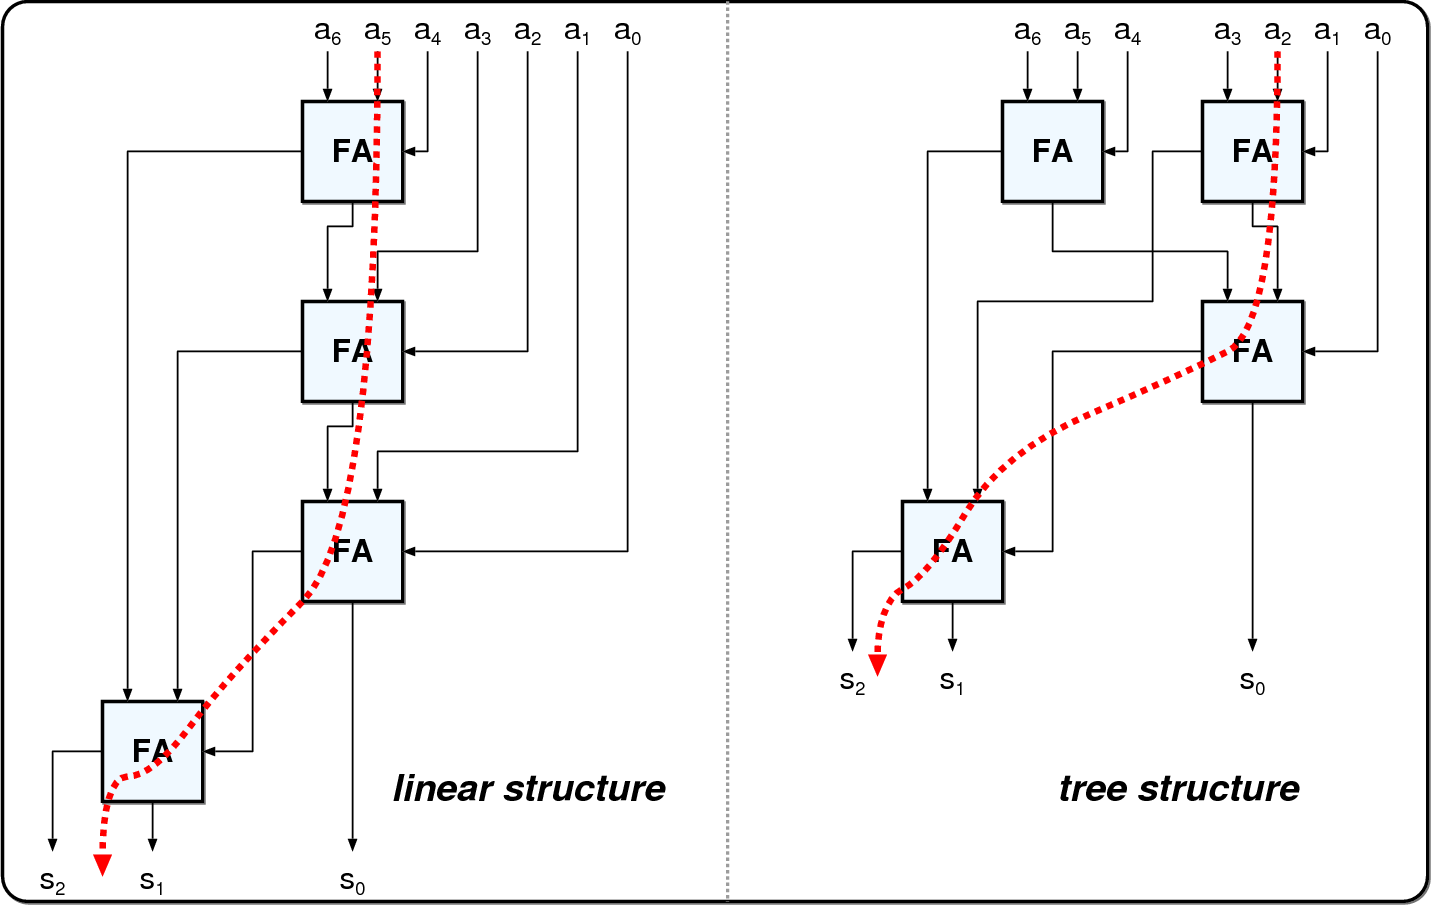 a6 a5 a4 a3 a2 a1 a0
FA
FA
FA
FA
linear structure
s2 s1 s0
a6 a5 a4 a3 a2 a1 a0
FA FA
FA
FA
s2 s1 s0
tree structure